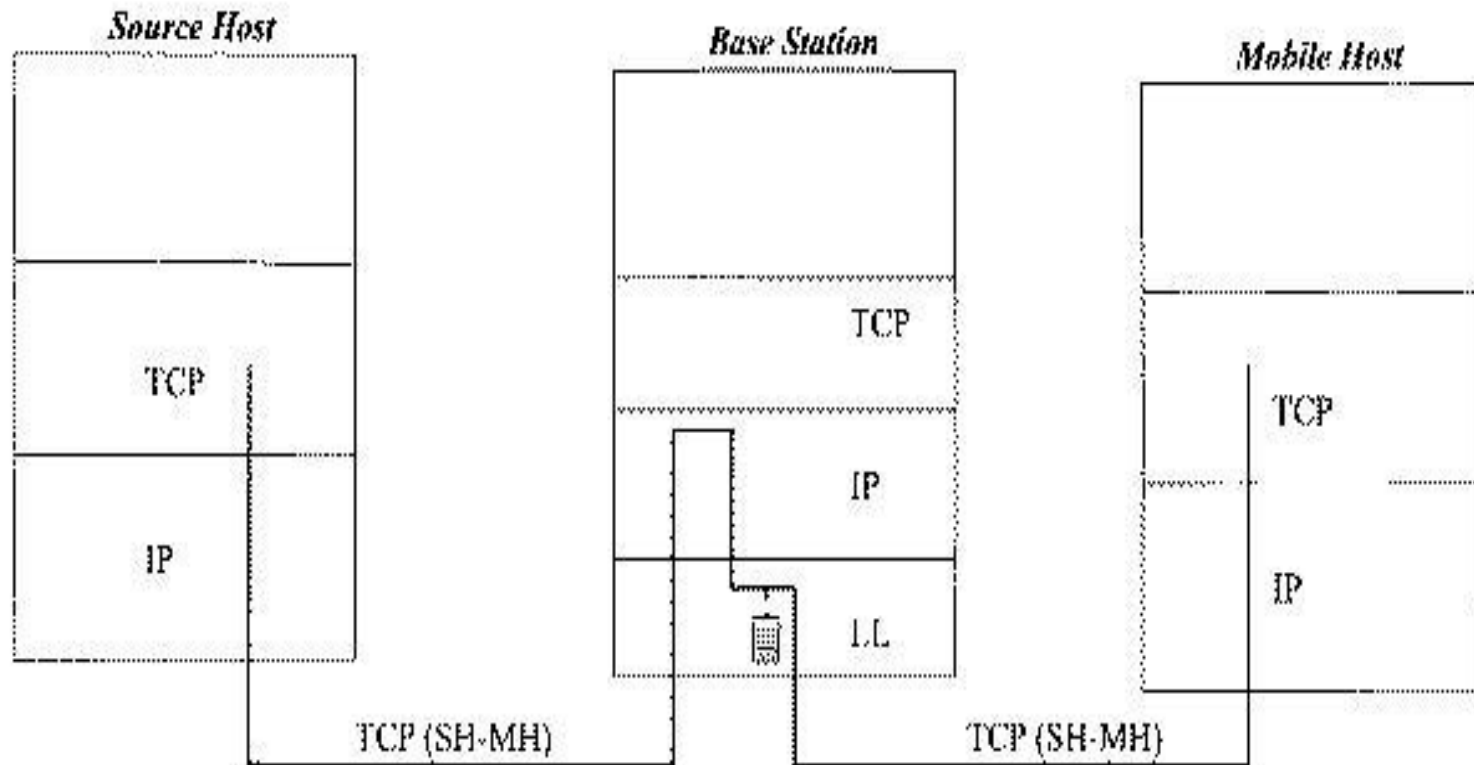 Source Host
Base Station
Mobile Host
TCP
TCP
TCP
IP
IP
IP
LL
TCP (SH-MH)
TCP (SH-MH)